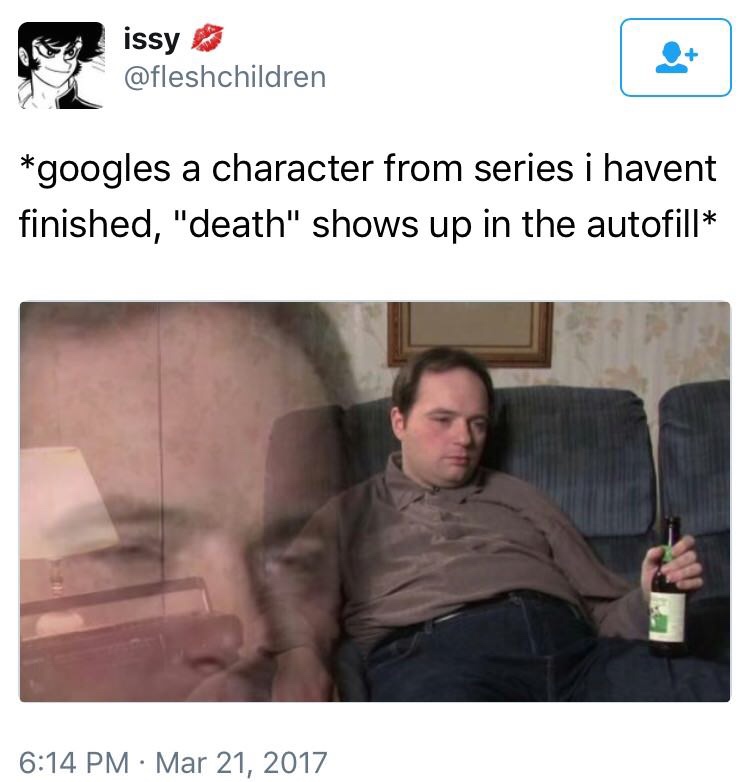 issy 💋
@fleshchildren
*googles a character from series i havent
finished, "death" shows up in the autofill*
6:14 PM · Mar 21, 2017